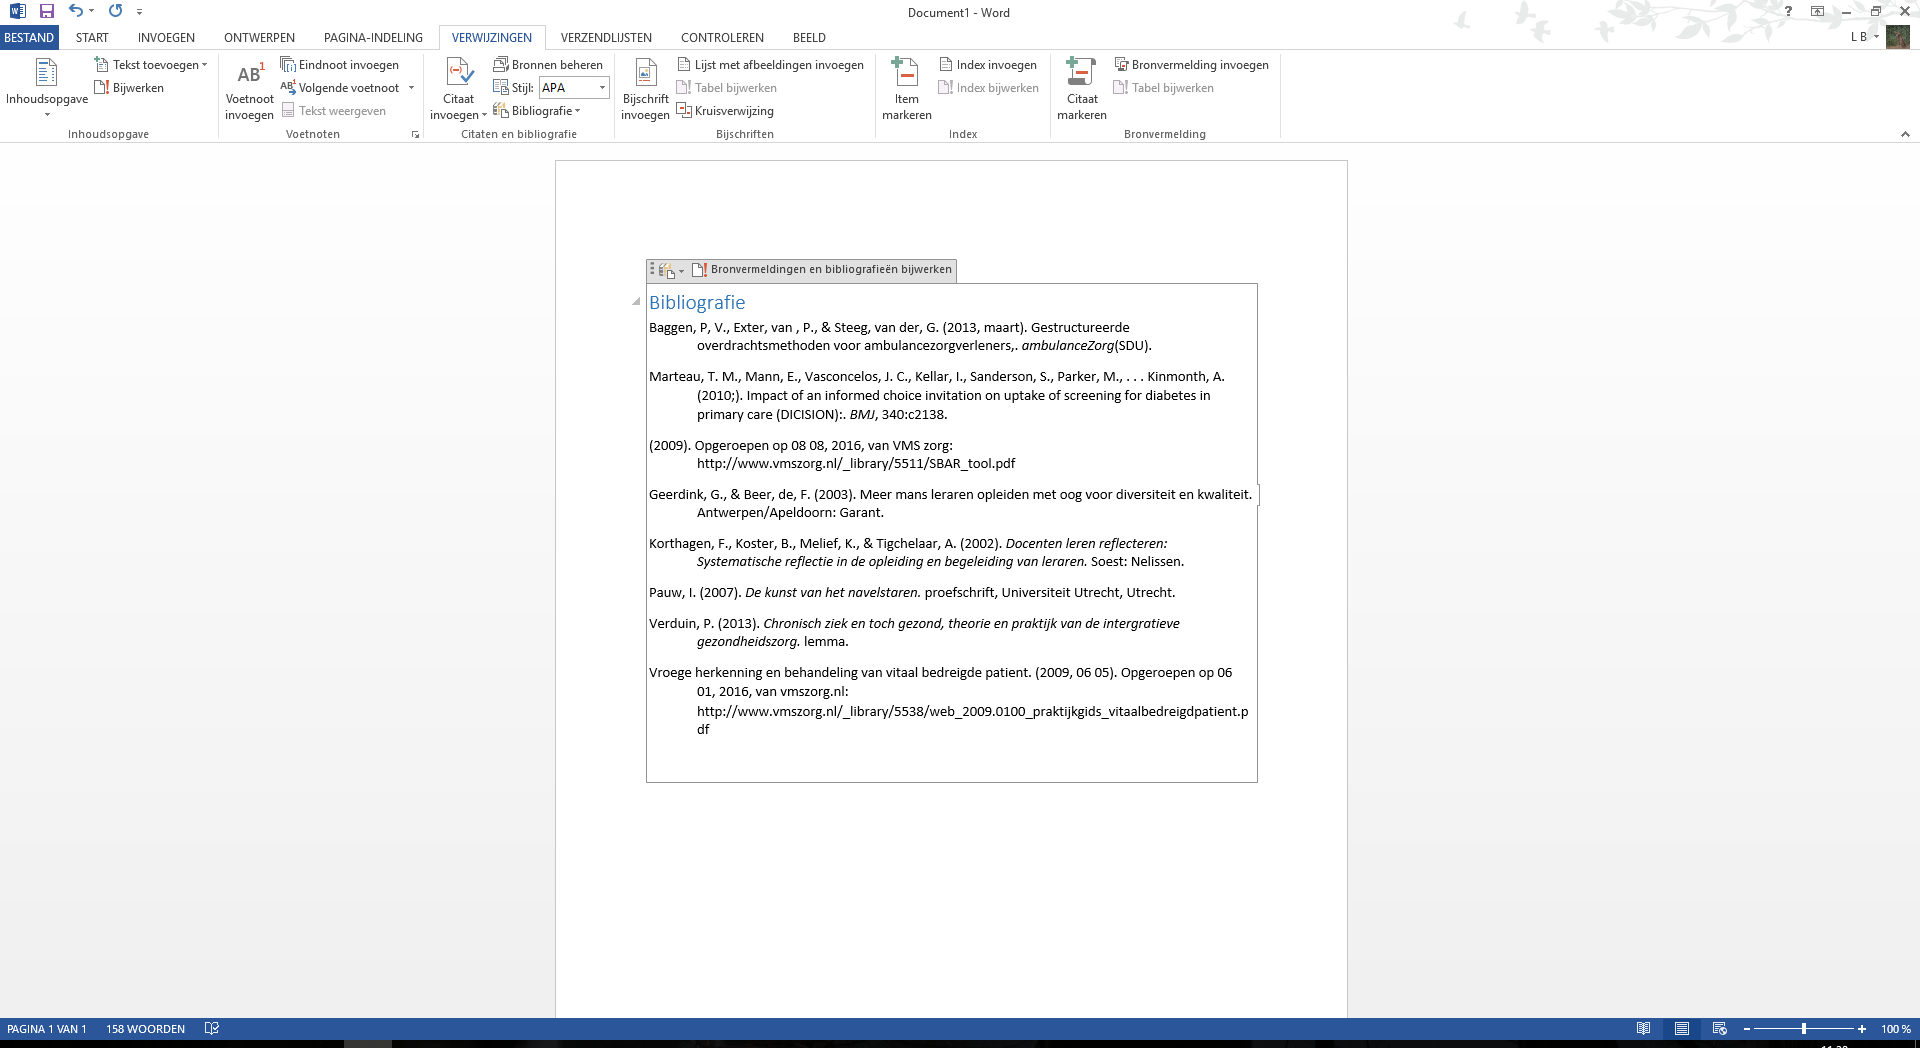 Document1 - Word
?
BESTAND START INVOEGEN ONTWERPEN PAGINA-INDELING VERWIJZINGEN VERZENDLIJSTEN CONTROLEREN BEELD L B
Inhoudsopgave
Tekst toevoegen
Bijwerken
Inhoudsopgave
AB1
Voetnoot
invoegen
Eindnoot invoegen
Volgende voetnoot
Tekst weergeven
Voetnoten
Citaat
invoegen
Bronnen beheren
Stijl: APA
Bibliografie
Citaten en bibliografie
Bijschrift
invoegen
Lijst met afbeeldingen invoegen
Tabel bijwerken
Kruisverwijzing
Bijschriften
Item
markeren
Index invoegen
Index bijwerken
Index
Citaat
markeren
Bronvermelding invoegen
Tabel bijwerken
Bronvermelding
Bronvermeldingen en bibliografieën bijwerken
Bibliografie
Baggen, P, V., Exter, van , P., & Steeg, van der, G. (2013, maart). Gestructureerde
overdrachtsmethoden voor ambulancezorgverleners,. ambulanceZorg(SDU).
Marteau, T. M., Mann, E., Vasconcelos, J. C., Kellar, I., Sanderson, S., Parker, M., . . . Kinmonth, A.
(2010;). Impact of an informed choice invitation on uptake of screening for diabetes in
primary care (DICISION):. BMJ, 340:c2138.
(2009). Opgeroepen op 08 08, 2016, van VMS zorg:
http://www.vmszorg.nl/_library/5511/SBAR_tool.pdf
Geerdink, G., & Beer, de, F. (2003). Meer mans leraren opleiden met oog voor diversiteit en kwaliteit.
Antwerpen/Apeldoorn: Garant.
Korthagen, F., Koster, B., Melief, K., & Tigchelaar, A. (2002). Docenten leren reflecteren:
Systematische reflectie in de opleiding en begeleiding van leraren. Soest: Nelissen.
Pauw, I. (2007). De kunst van het navelstaren. proefschrift, Universiteit Utrecht, Utrecht.
Verduin, P. (2013). Chronisch ziek en toch gezond, theorie en praktijk van de intergratieve
gezondheidszorg. lemma.
Vroege herkenning en behandeling van vitaal bedreigde patient. (2009, 06 05). Opgeroepen op 06
01, 2016, van vmszorg.nl:
http://www.vmszorg.nl/_library/5538/web_2009.0100_praktijkgids_vitaalbedreigdpatient.p
df
PAGINA 1 VAN 1 158 WOORDEN 100 %